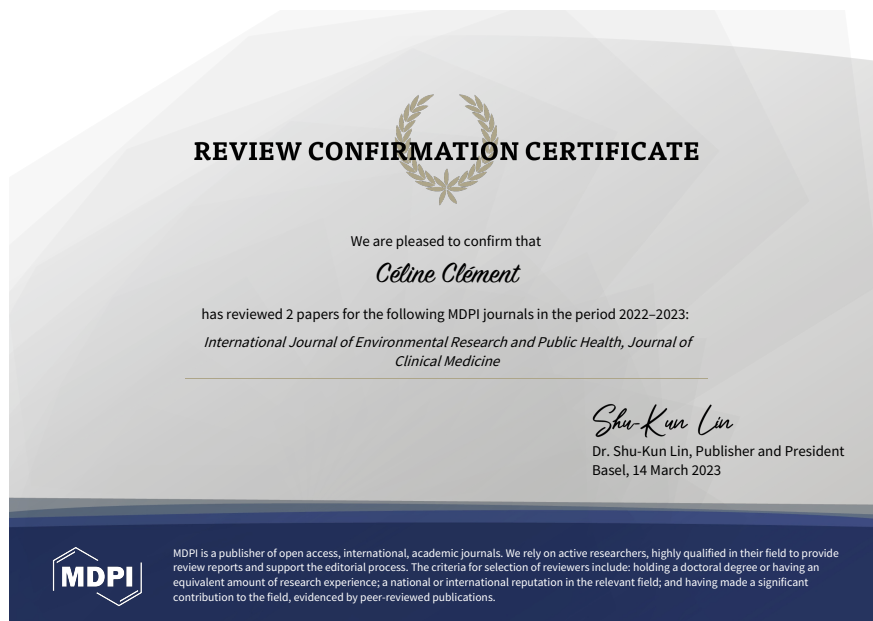 REVIEW CONFIRMATION CERTIFICATE
We are pleased to confirm that
Céline Clément
has reviewed 2 papers for the following MDPI journals in the period 2022–2023:
International Journal of Environmental Research and Public Health, Journal of
Clinical Medicine
Shu-Kun Lin
Dr. Shu-Kun Lin, Publisher and President
Basel, 14 March 2023
MDPI
MDPI is a publisher of open access, international, academic journals. We rely on active researchers, highly qualified in their field to provide
review reports and support the editorial process. The criteria for selection of reviewers include: holding a doctoral degree or having an
equivalent amount of research experience; a national or international reputation in the relevant field; and having made a significant
contribution to the field, evidenced by peer-reviewed publications.